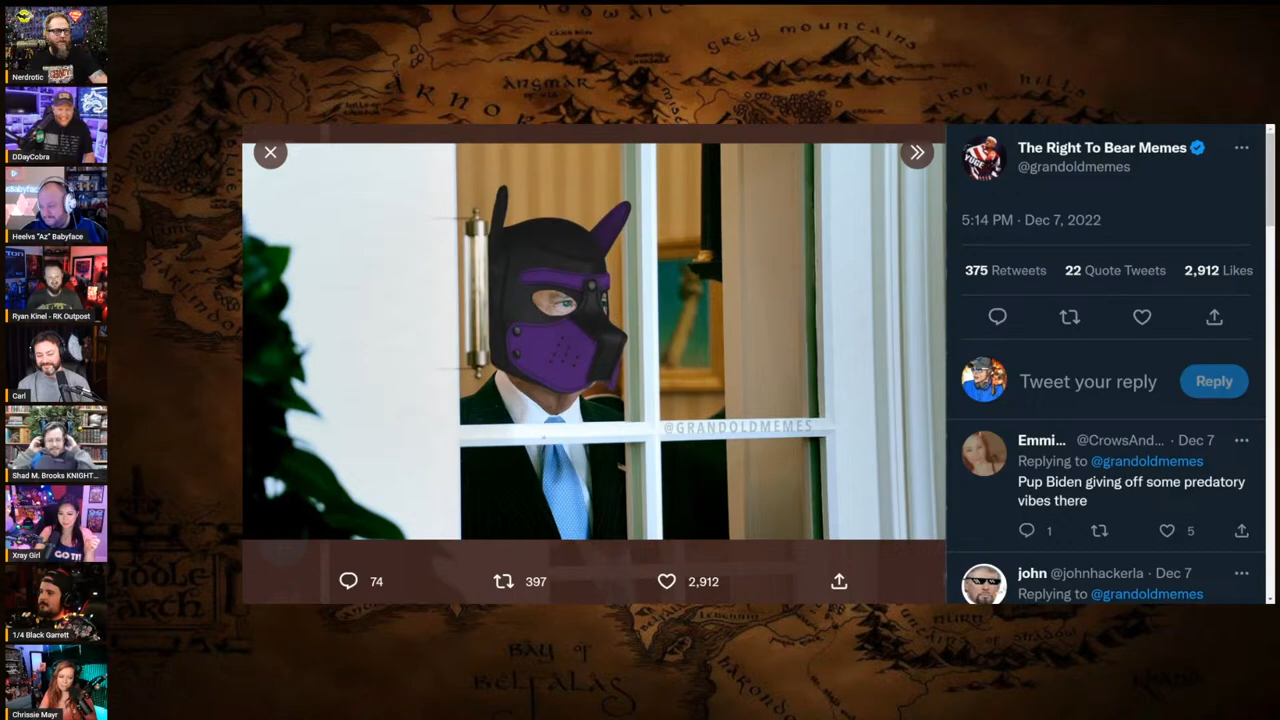 Nerdrotic
DDayCobra
Heelvs "Az" Babyface
Ryan Kinel - RK Outpost
Carl
Shad M. Brooks KNIGHT...
Xray Girl
GOT!
1/4 Black Garrett
Chrissie Mayr
GREY MOUNTAINS
ANGMAR
ARNOR
IRON
hills
@GRANDOLDMEMES
74
397
2,912
The Right To Bear Memes
@grandoldmemes
5:14 PM · Dec 7, 2022
375 Retweets 22 Quote Tweets 2,912 Likes
Tweet your reply
Reply
Emmi... @CrowsAnd... · Dec 7
Replying to @grandoldmemes
Pup Biden giving off some predatory
vibes there
1
5
john @johnhackerla · Dec 7
Replying to @grandoldmemes
BAY OF
BELFALAS